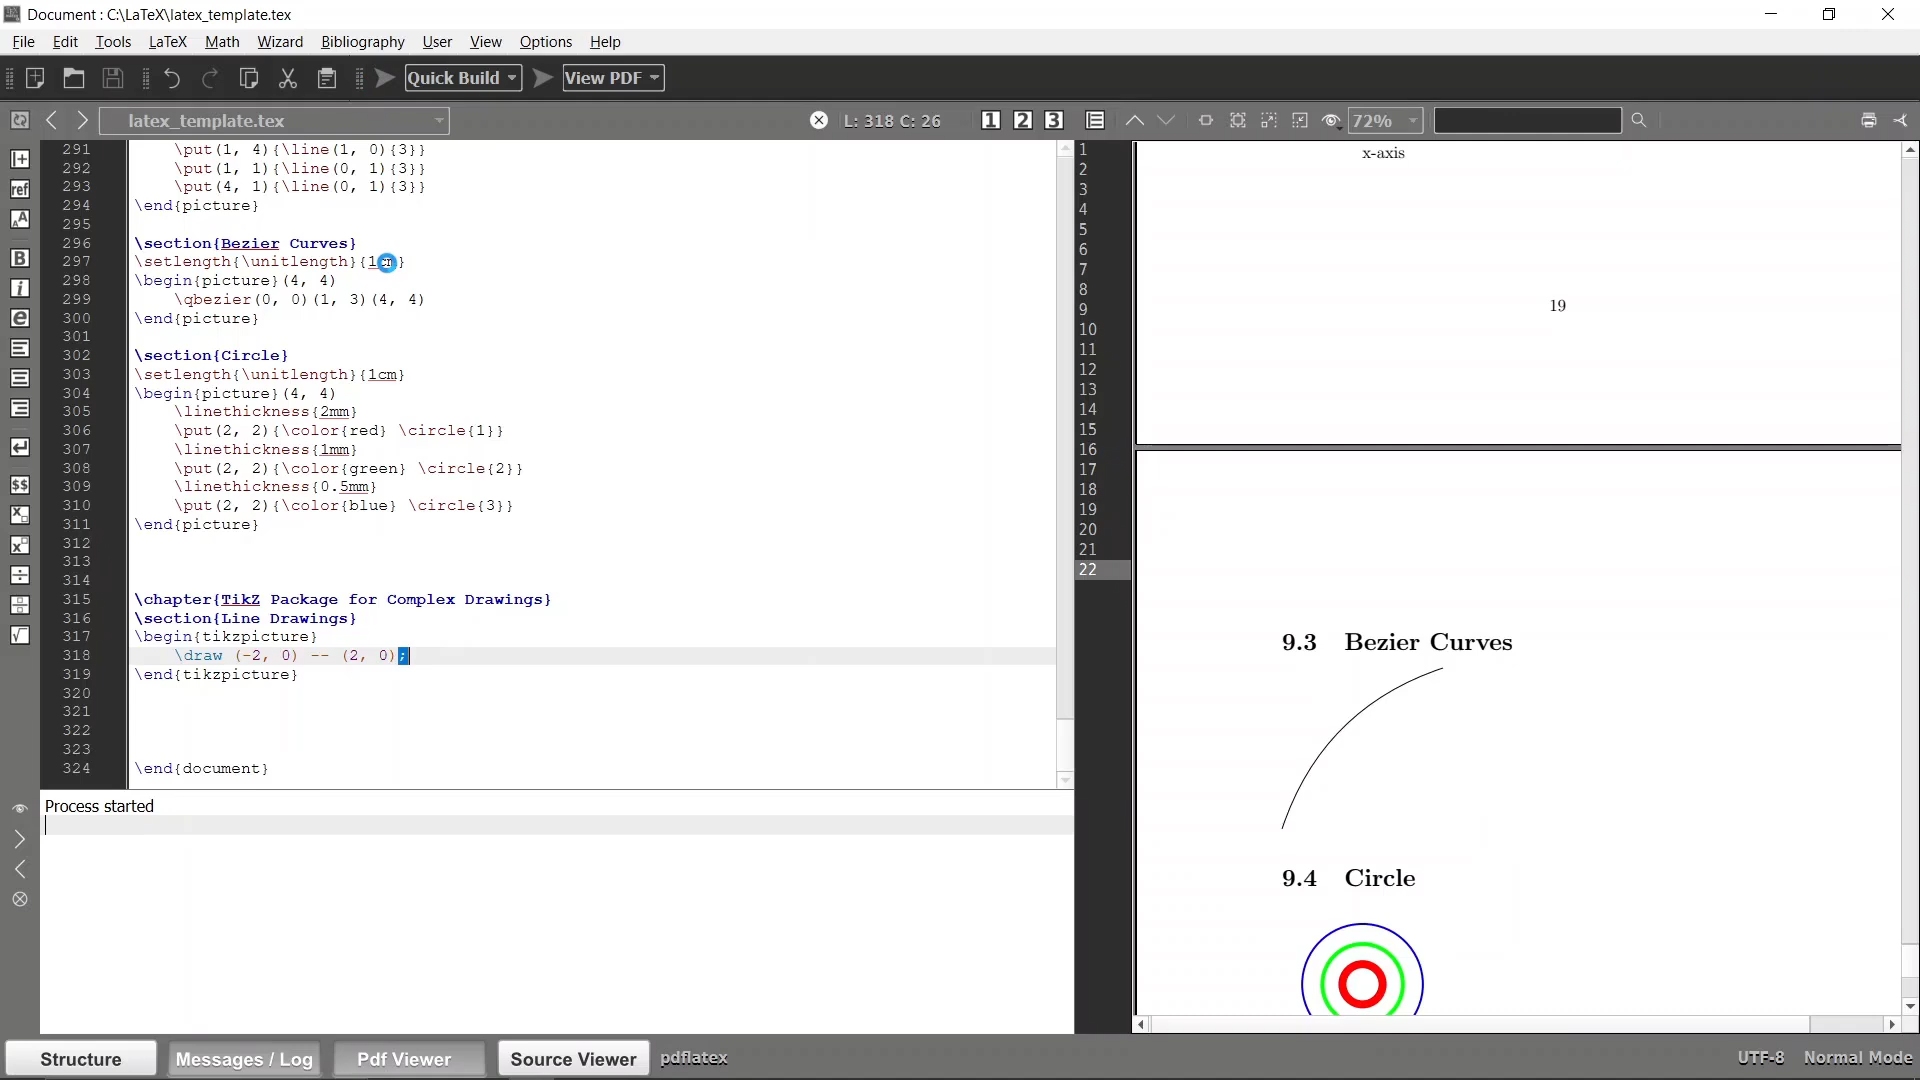 Document : C:\LaTeX\latex_template.tex
File Edit Tools LaTeX Math Wizard Bibliography User View Options Help
Quick Build View PDF
latex_template.tex L: 318 C: 26 1 2 3 72%
291 \put(1, 4){\line(1, 0){3}}
292 \put(1, 1){\line(0, 1){3}}
293 \put(4, 1){\line(0, 1){3}}
294 \end{picture}
295
296 \section{Bezier Curves}
297 \setlength{\unitlength}{1cm}
298 \begin{picture}(4, 4)
299 \qbezier(0, 0)(1, 3)(4, 4)
300 \end{picture}
301
302 \section{Circle}
303 \setlength{\unitlength}{1cm}
304 \begin{picture}(4, 4)
305 \linethickness{2mm}
306 \put(2, 2){\color{red} \circle{1}}
307 \linethickness{1mm}
308 \put(2, 2){\color{green} \circle{2}}
309 \linethickness{0.5mm}
310 \put(2, 2){\color{blue} \circle{3}}
311 \end{picture}
312
313
314
315 \chapter{TikZ Package for Complex Drawings}
316 \section{Line Drawings}
317 \begin{tikzpicture}
318 \draw (-2, 0) -- (2, 0);
319 \end{tikzpicture}
320
321
322
323
324 \end{document}
Process started
1
2
3
4
5
6
7
8
9
10
11
12
13
14
15
16
17
18
19
20
21
22
x-axis
19
9.3 Bezier Curves
9.4 Circle
ref
A
B
i
e
$$
x
x
Structure Messages / Log Pdf Viewer Source Viewer pdflatex UTF-8 Normal Mode